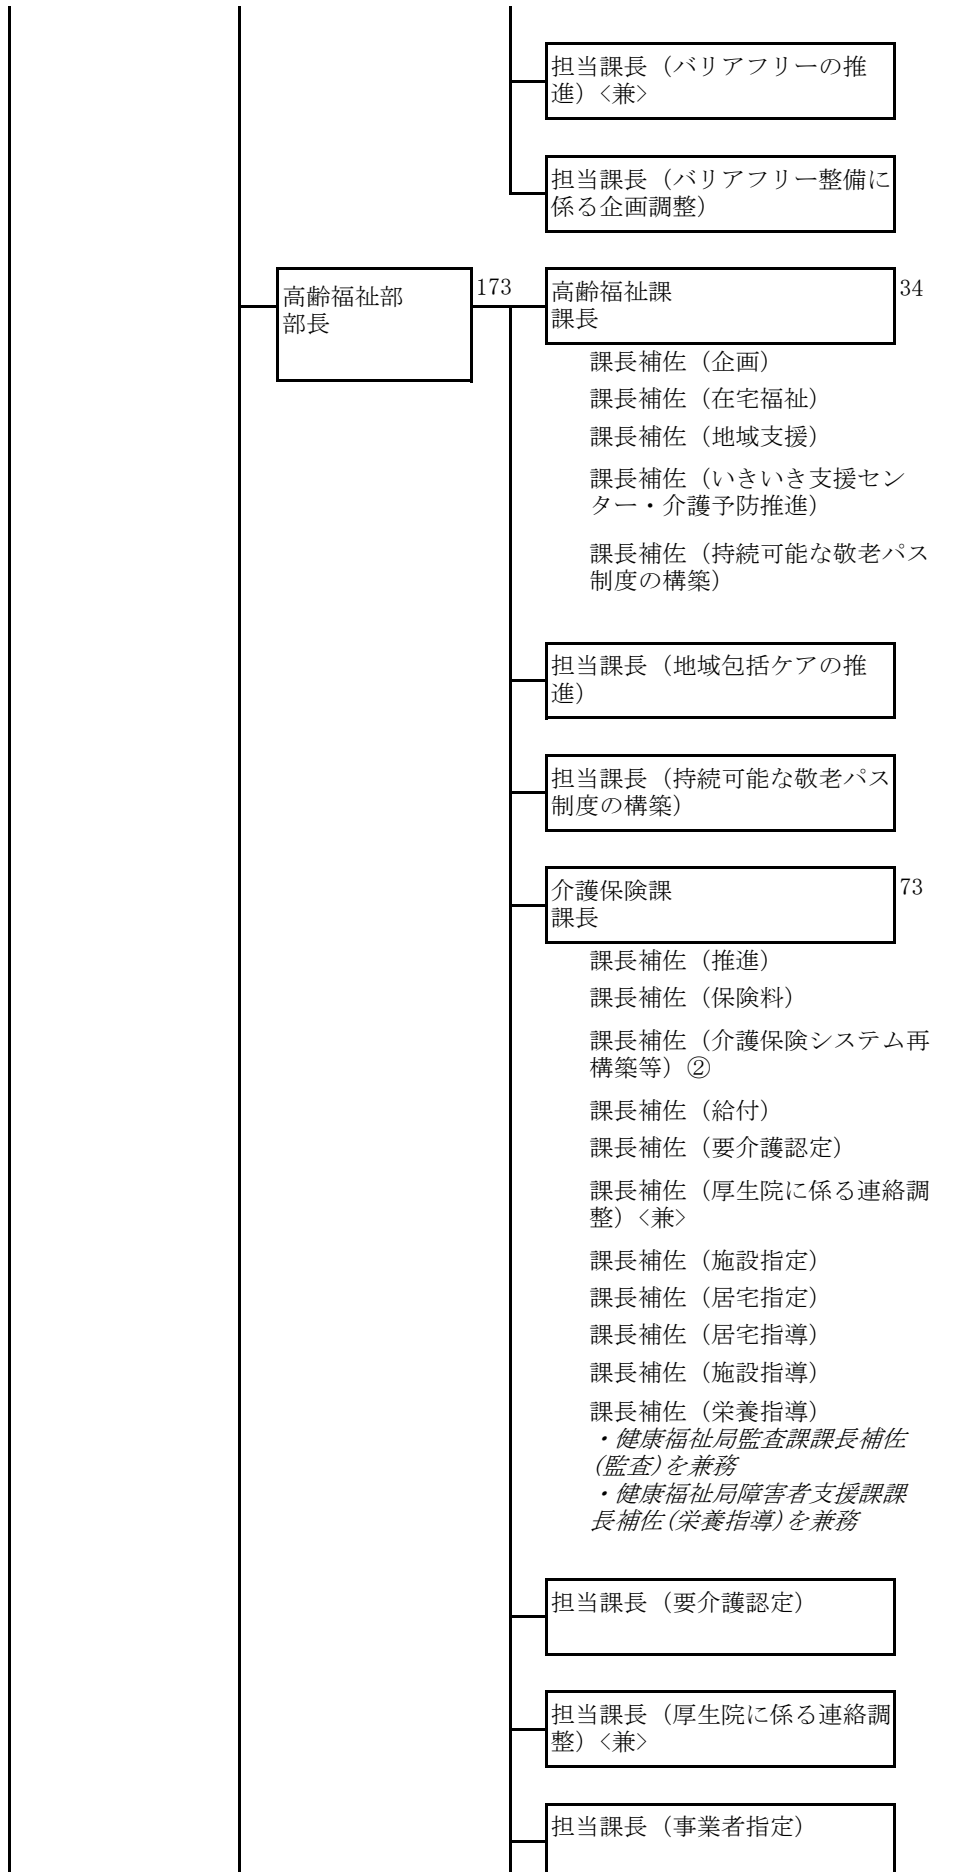 担当課長（バリアフリーの推
進）〈兼〉
担当課長（バリアフリー整備に
係る企画調整）
高齢福祉部
部長
173
高齢福祉課
課長
34
課長補佐（企画）
課長補佐（在宅福祉）
課長補佐（地域支援）
課長補佐（いきいき支援セン
ター・介護予防推進）
課長補佐（持続可能な敬老パス
制度の構築）
担当課長（地域包括ケアの推
進）
担当課長（持続可能な敬老パス
制度の構築）
介護保険課
課長
73
課長補佐（推進）
課長補佐（保険料）
課長補佐（介護保険システム再
構築等）②
課長補佐（給付）
課長補佐（要介護認定）
課長補佐（厚生院に係る連絡調
整）〈兼〉
課長補佐（施設指定）
課長補佐（居宅指定）
課長補佐（居宅指導）
課長補佐（施設指導）
課長補佐（栄養指導）
・健康福祉局監査課課長補佐
(監査)を兼務
・健康福祉局障害者支援課課
長補佐(栄養指導)を兼務
担当課長（要介護認定）
担当課長（厚生院に係る連絡調
整）〈兼〉
担当課長（事業者指定）